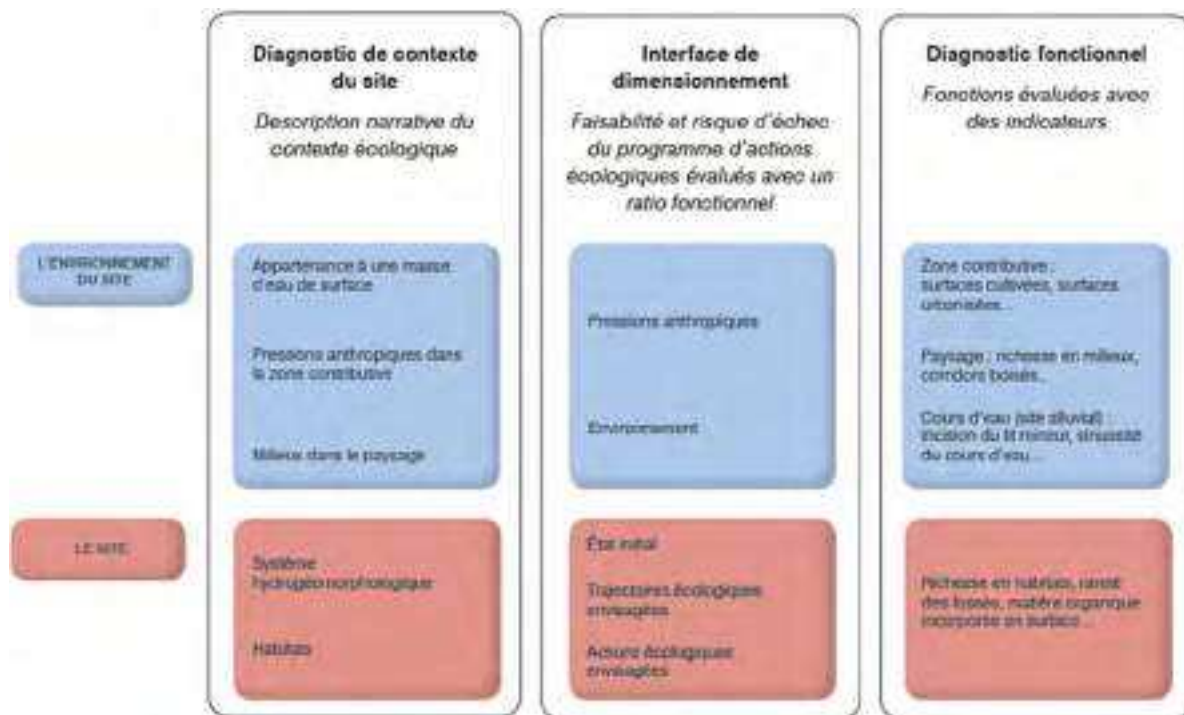 Diagnostic de contexte
du site
Description narrative du
contexte écologique
Interface de
dimensionnement
Faisabilité et risque d'échec
du programme d'actions
écologiques évalués avec un
ratio fonctionnel
Diagnostic fonctionnel
Fonctions évaluées avec
des indicateurs
L'ENVIRONNEMENT
DU SITE
Appartenance à une masse
d'eau de surface
Pressions anthropiques dans
la zone contributive
Milieux dans le paysage
Pressions anthropiques
Environnement
Zone contributive :
surfaces cultivées, surfaces
urbanisées...
Paysage : richesse en milieux,
corridors boisés...
Cours d'eau (site alluvial) :
incision du lit mineur, sinuosité
du cours d'eau...
LE SITE
Système
hydrogéomorphologique
Habitats
État initial
Trajectoires écologiques
envisagées
Actions écologiques
envisagées
Richesse en habitats, rareté
des fossés, matière organique
incorporée en surface...